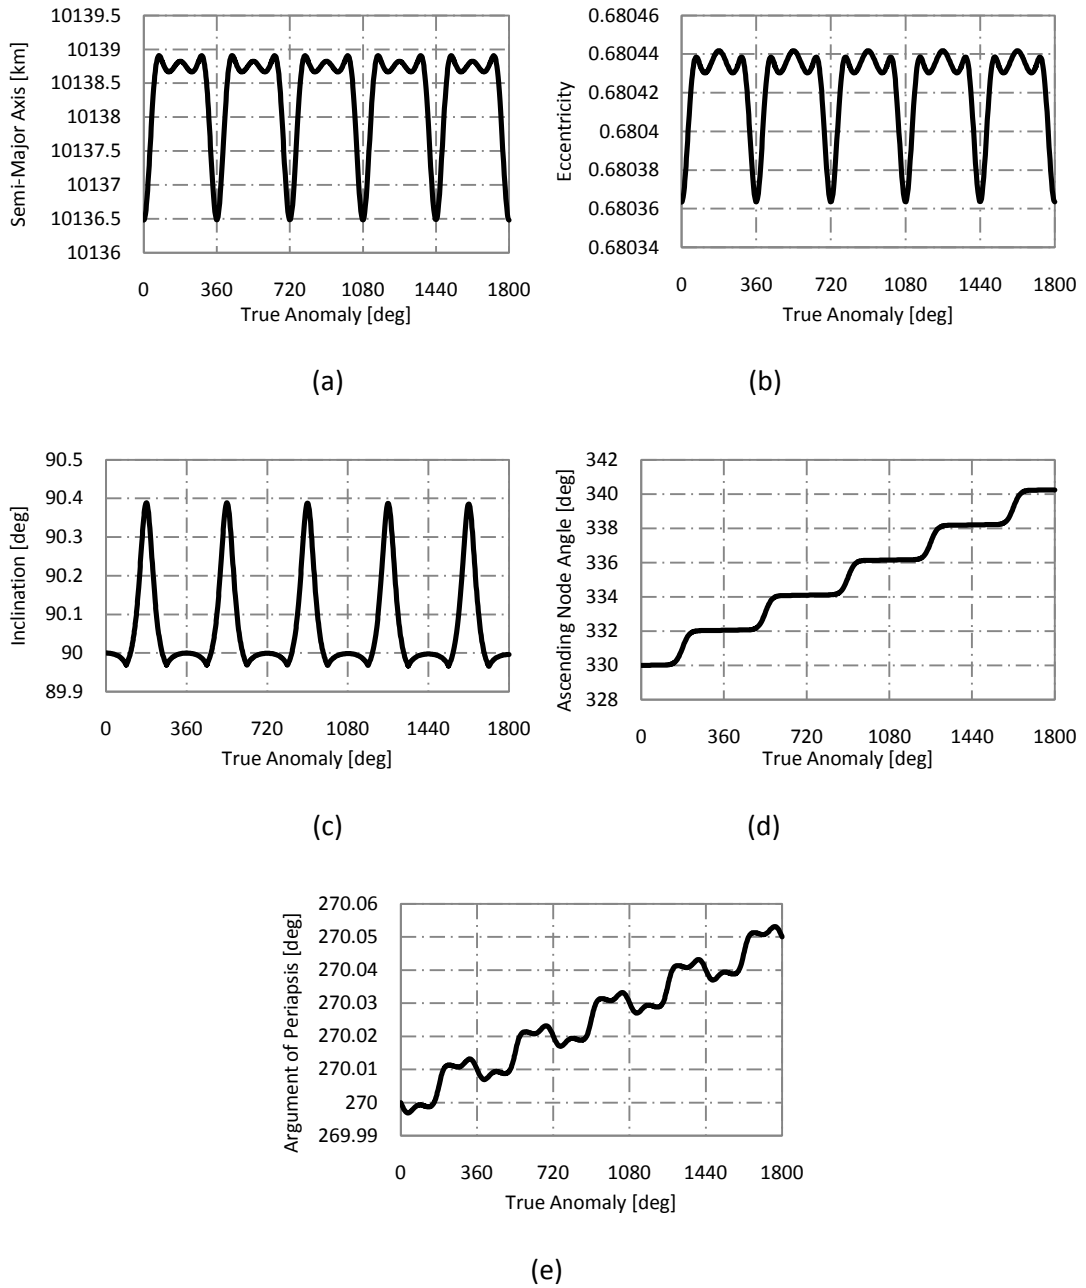 Semi-Major Axis [km]
10139.5
10139
10138.5
10138
10137.5
10137
10136.5
10136
0 360 720 1080 1440 1800
True Anomaly [deg]
(a)
Eccentricity
0.68046
0.68044
0.68042
0.6804
0.68038
0.68036
0.68034
0 360 720 1080 1440 1800
True Anomaly [deg]
(b)
Inclination [deg]
90.5
90.4
90.3
90.2
90.1
90
89.9
0 360 720 1080 1440 1800
True Anomaly [deg]
(c)
Ascending Node Angle [deg]
342
340
338
336
334
332
330
328
0 360 720 1080 1440 1800
True Anomaly [deg]
(d)
Argument of Periapsis [deg]
270.06
270.05
270.04
270.03
270.02
270.01
270
269.99
0 360 720 1080 1440 1800
True Anomaly [deg]
(e)